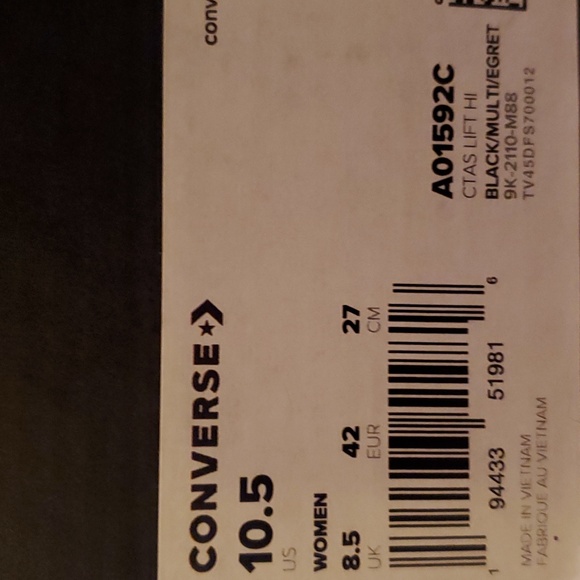 conv
CONVERSE
10.5
US
WOMEN
8.5 42 27
UK EUR CM
1 94433 51981 6
MADE IN VIETNAM
FABRIQUE AU VIETNAM
A01592C
CTAS LIFT HI
BLACK/MULTI/EGRET
9K-2110-M88
TV45DFS700012